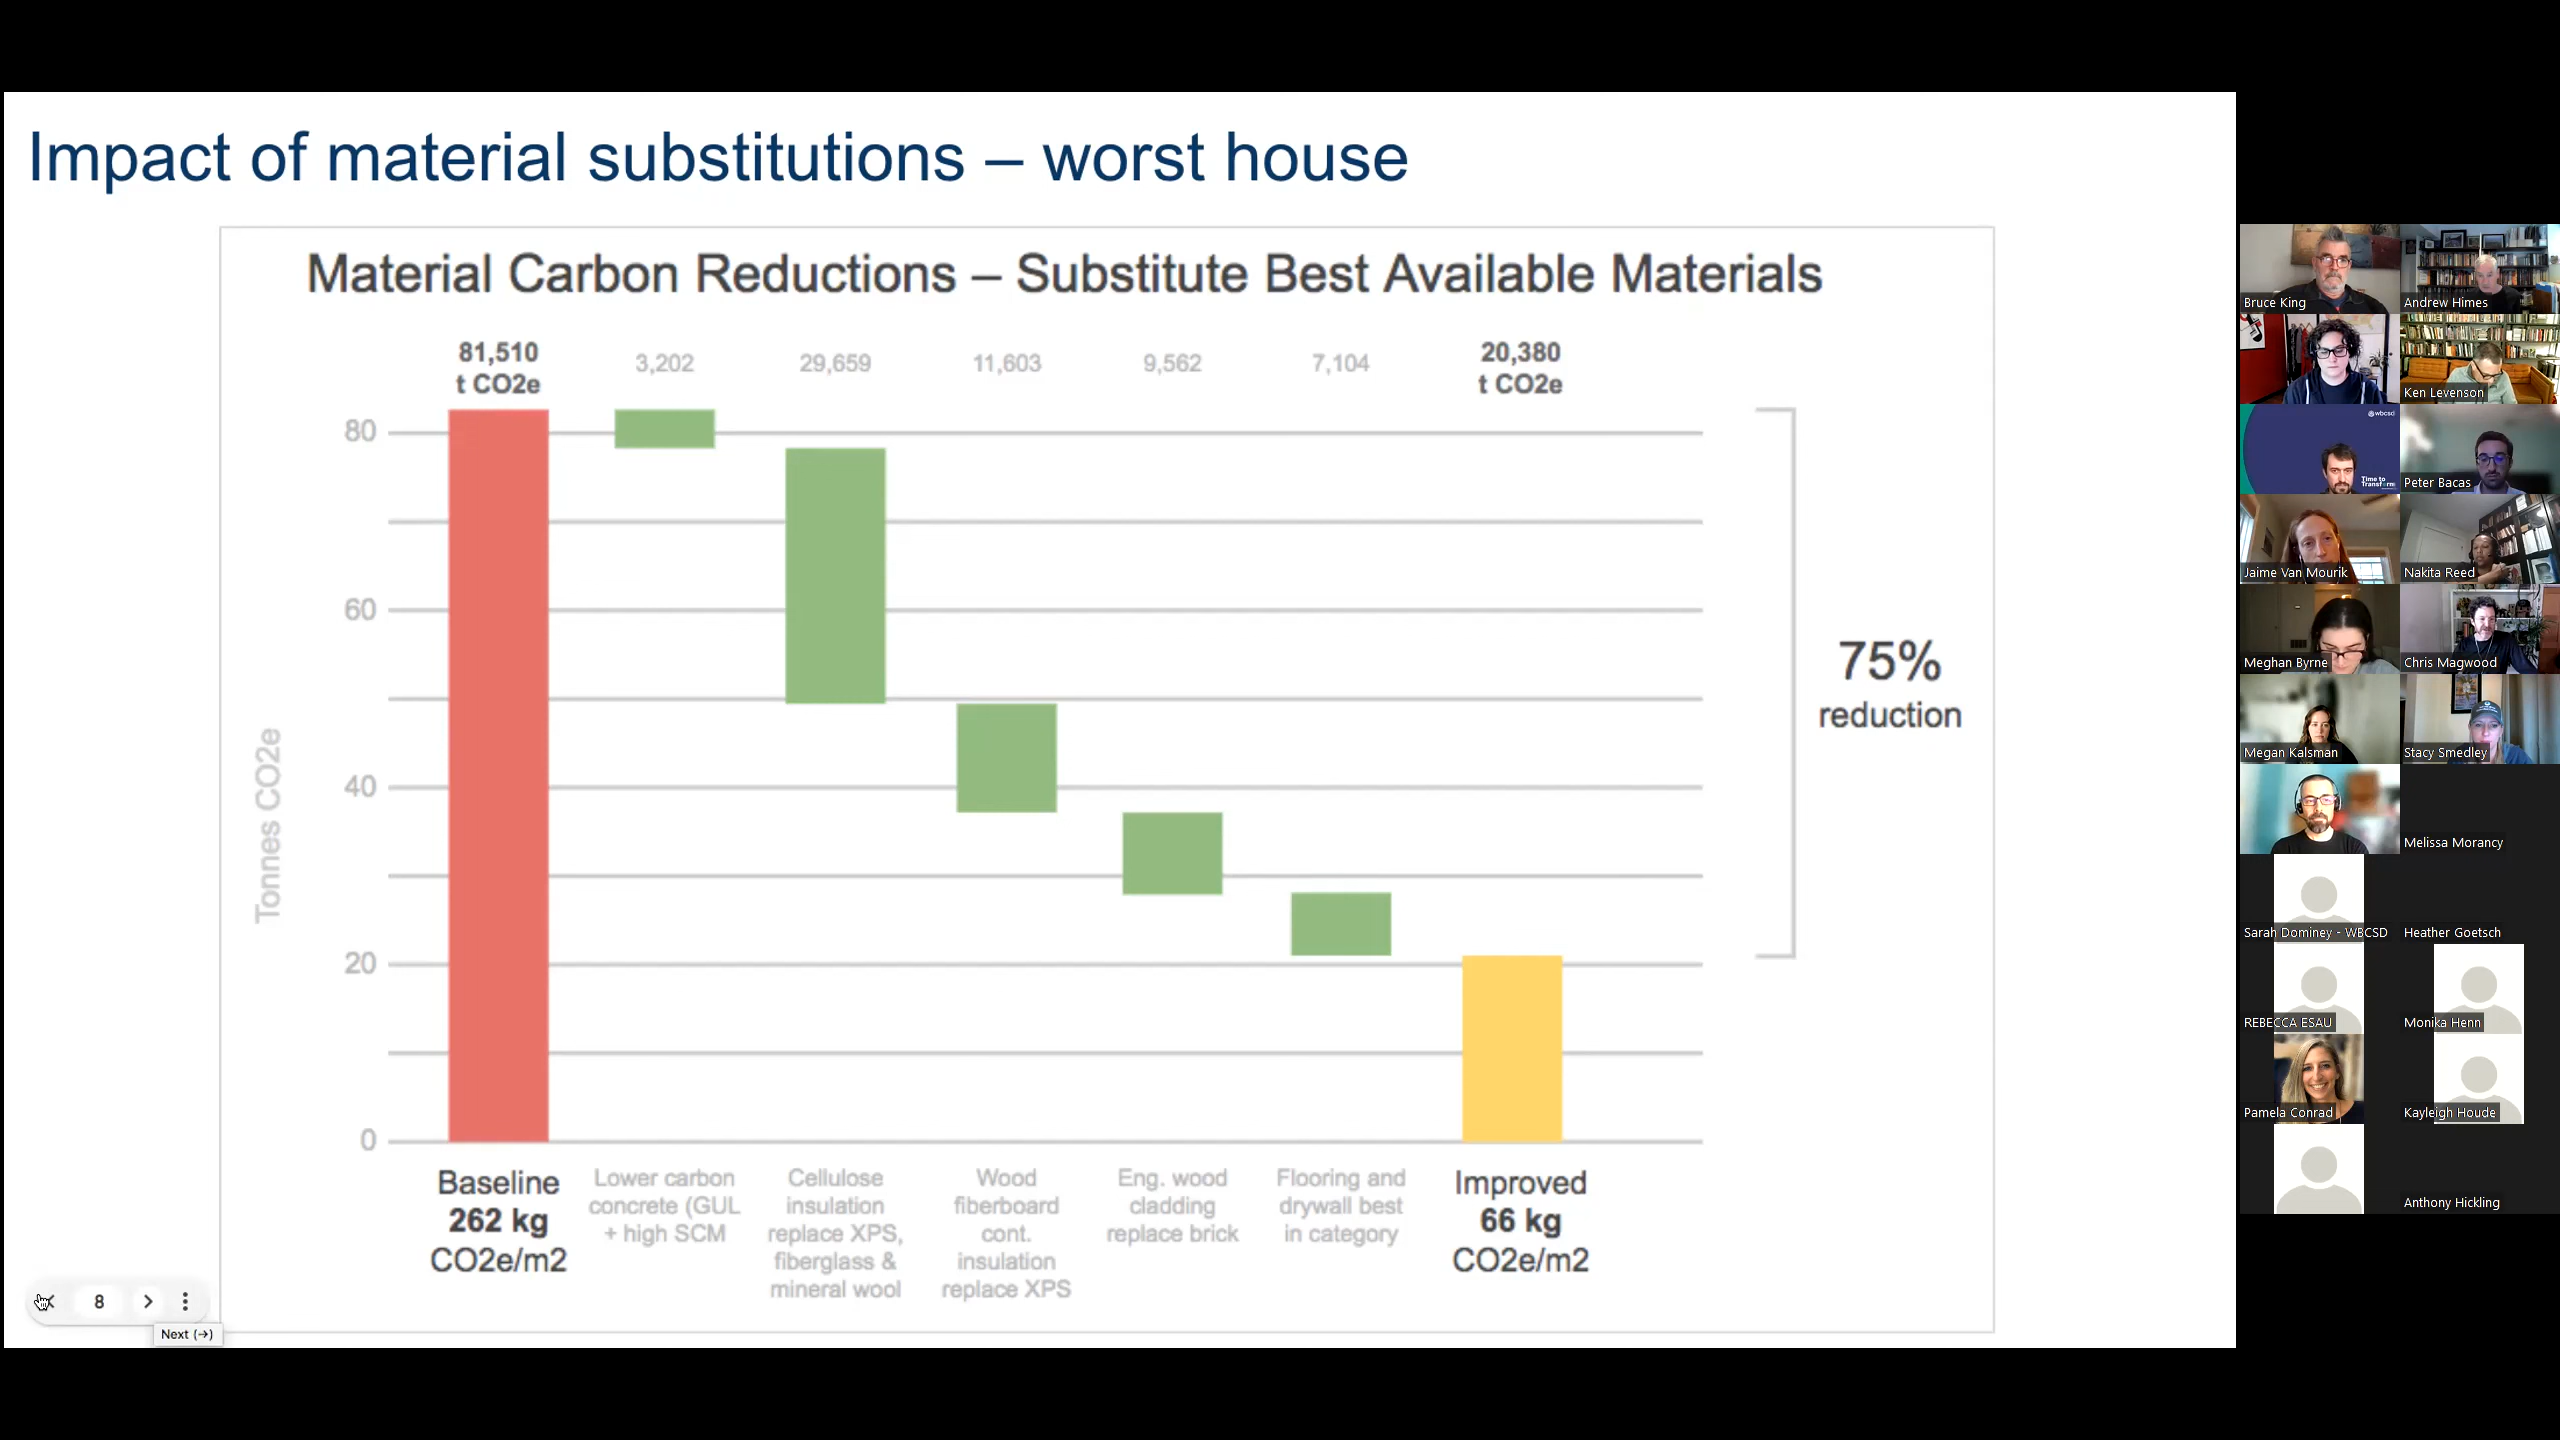 Impact of material substitutions – worst house
Material Carbon Reductions – Substitute Best Available Materials
81,510
t CO2e
3,202
29,659
11,603
9,562
7,104
20,380
t CO2e
80
60
40
20
0
Tonnes CO2e
75%
reduction
Baseline
262 kg
CO2e/m2
Lower carbon
concrete (GUL
+ high SCM
Cellulose
insulation
replace XPS,
fiberglass &
mineral wool
Wood
fiberboard
cont.
insulation
replace XPS
Eng. wood
cladding
replace brick
Flooring and
drywall best
in category
Improved
66 kg
CO2e/m2
8
Next (→)
Bruce King
Andrew Himes
Ken Levenson
wbcsd
Time to
Transform
Peter Bacas
Jaime Van Mourik
Nakita Reed
Meghan Byrne
Chris Magwood
Megan Kalsman
Stacy Smedley
Melissa Morancy
Sarah Dominey - WBCSD
Heather Goetsch
REBECCA ESAU
Monika Henn
Pamela Conrad
Kayleigh Houde
Anthony Hickling